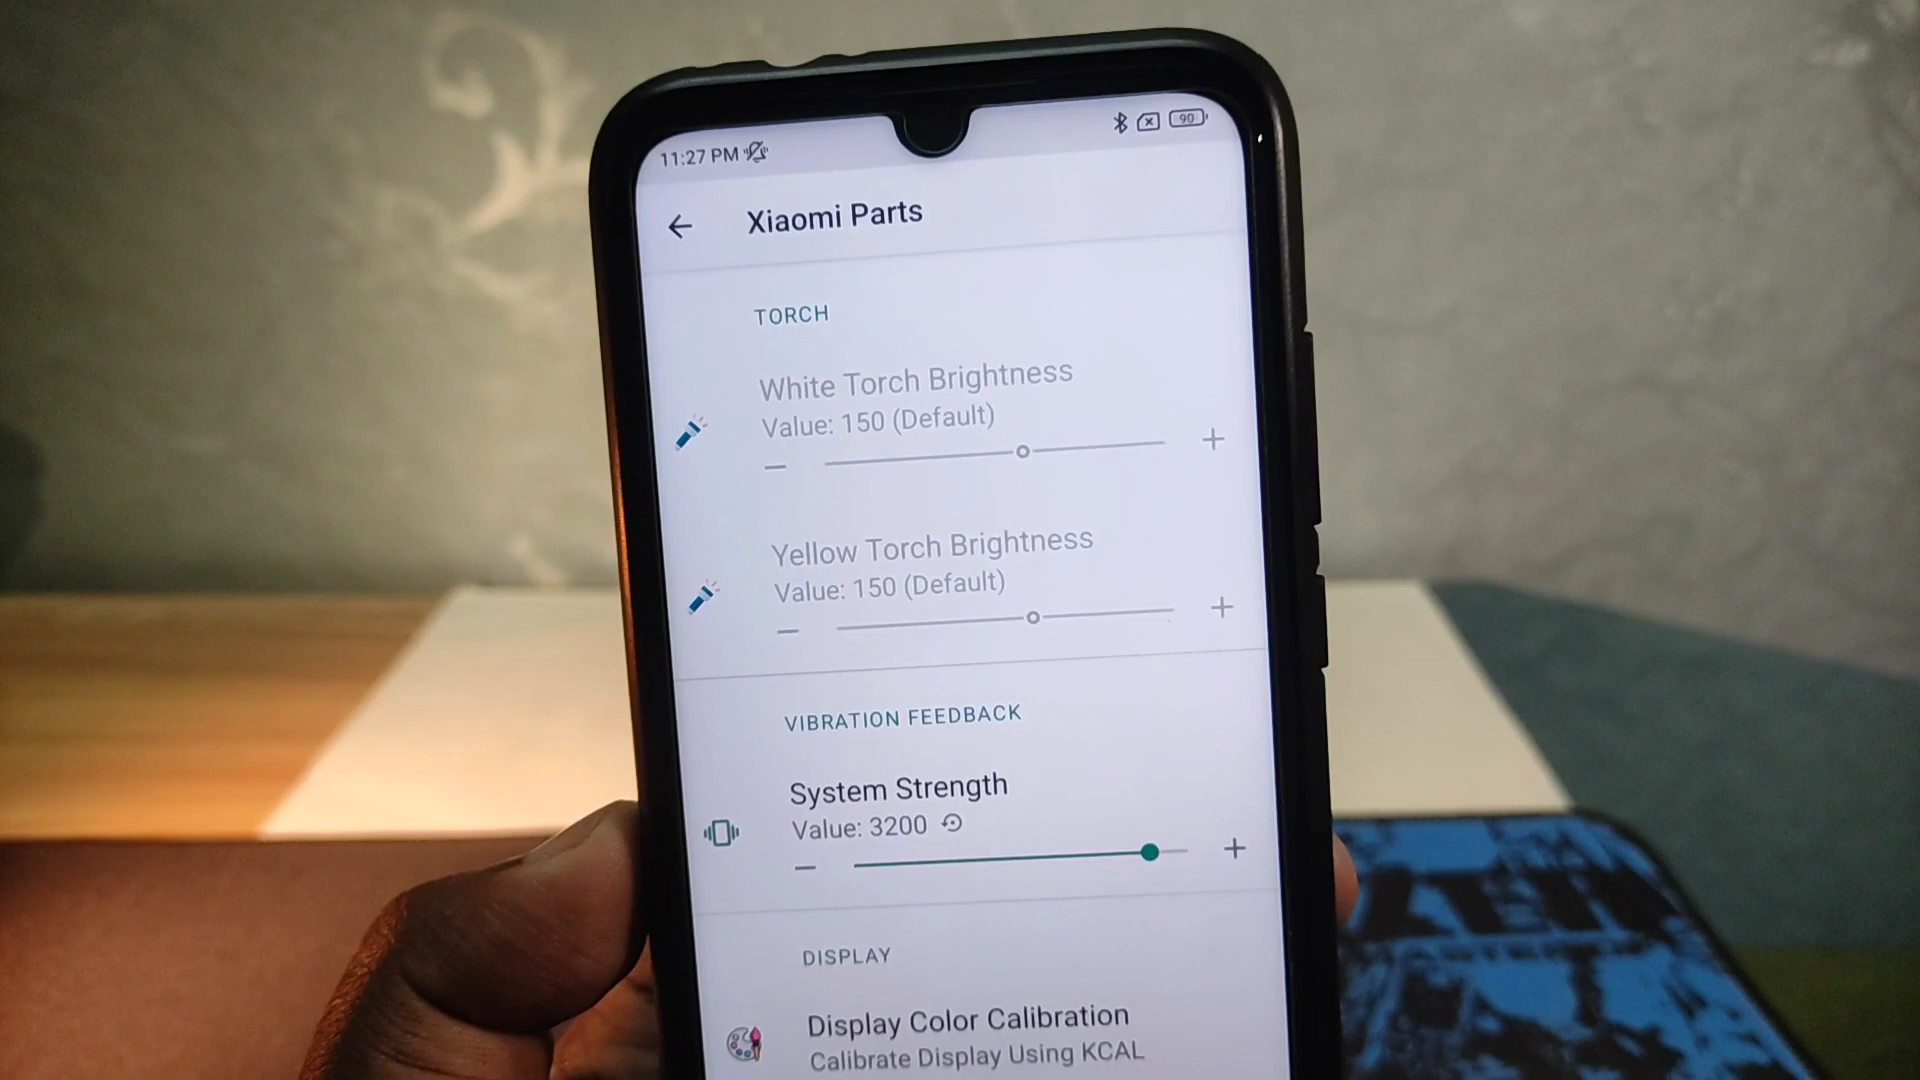 11:27 PM
90
Xiaomi Parts
TORCH
White Torch Brightness
Value: 150 (Default)
Yellow Torch Brightness
Value: 150 (Default)
VIBRATION FEEDBACK
System Strength
Value: 3200
DISPLAY
Display Color Calibration
Calibrate Display Using KCAL